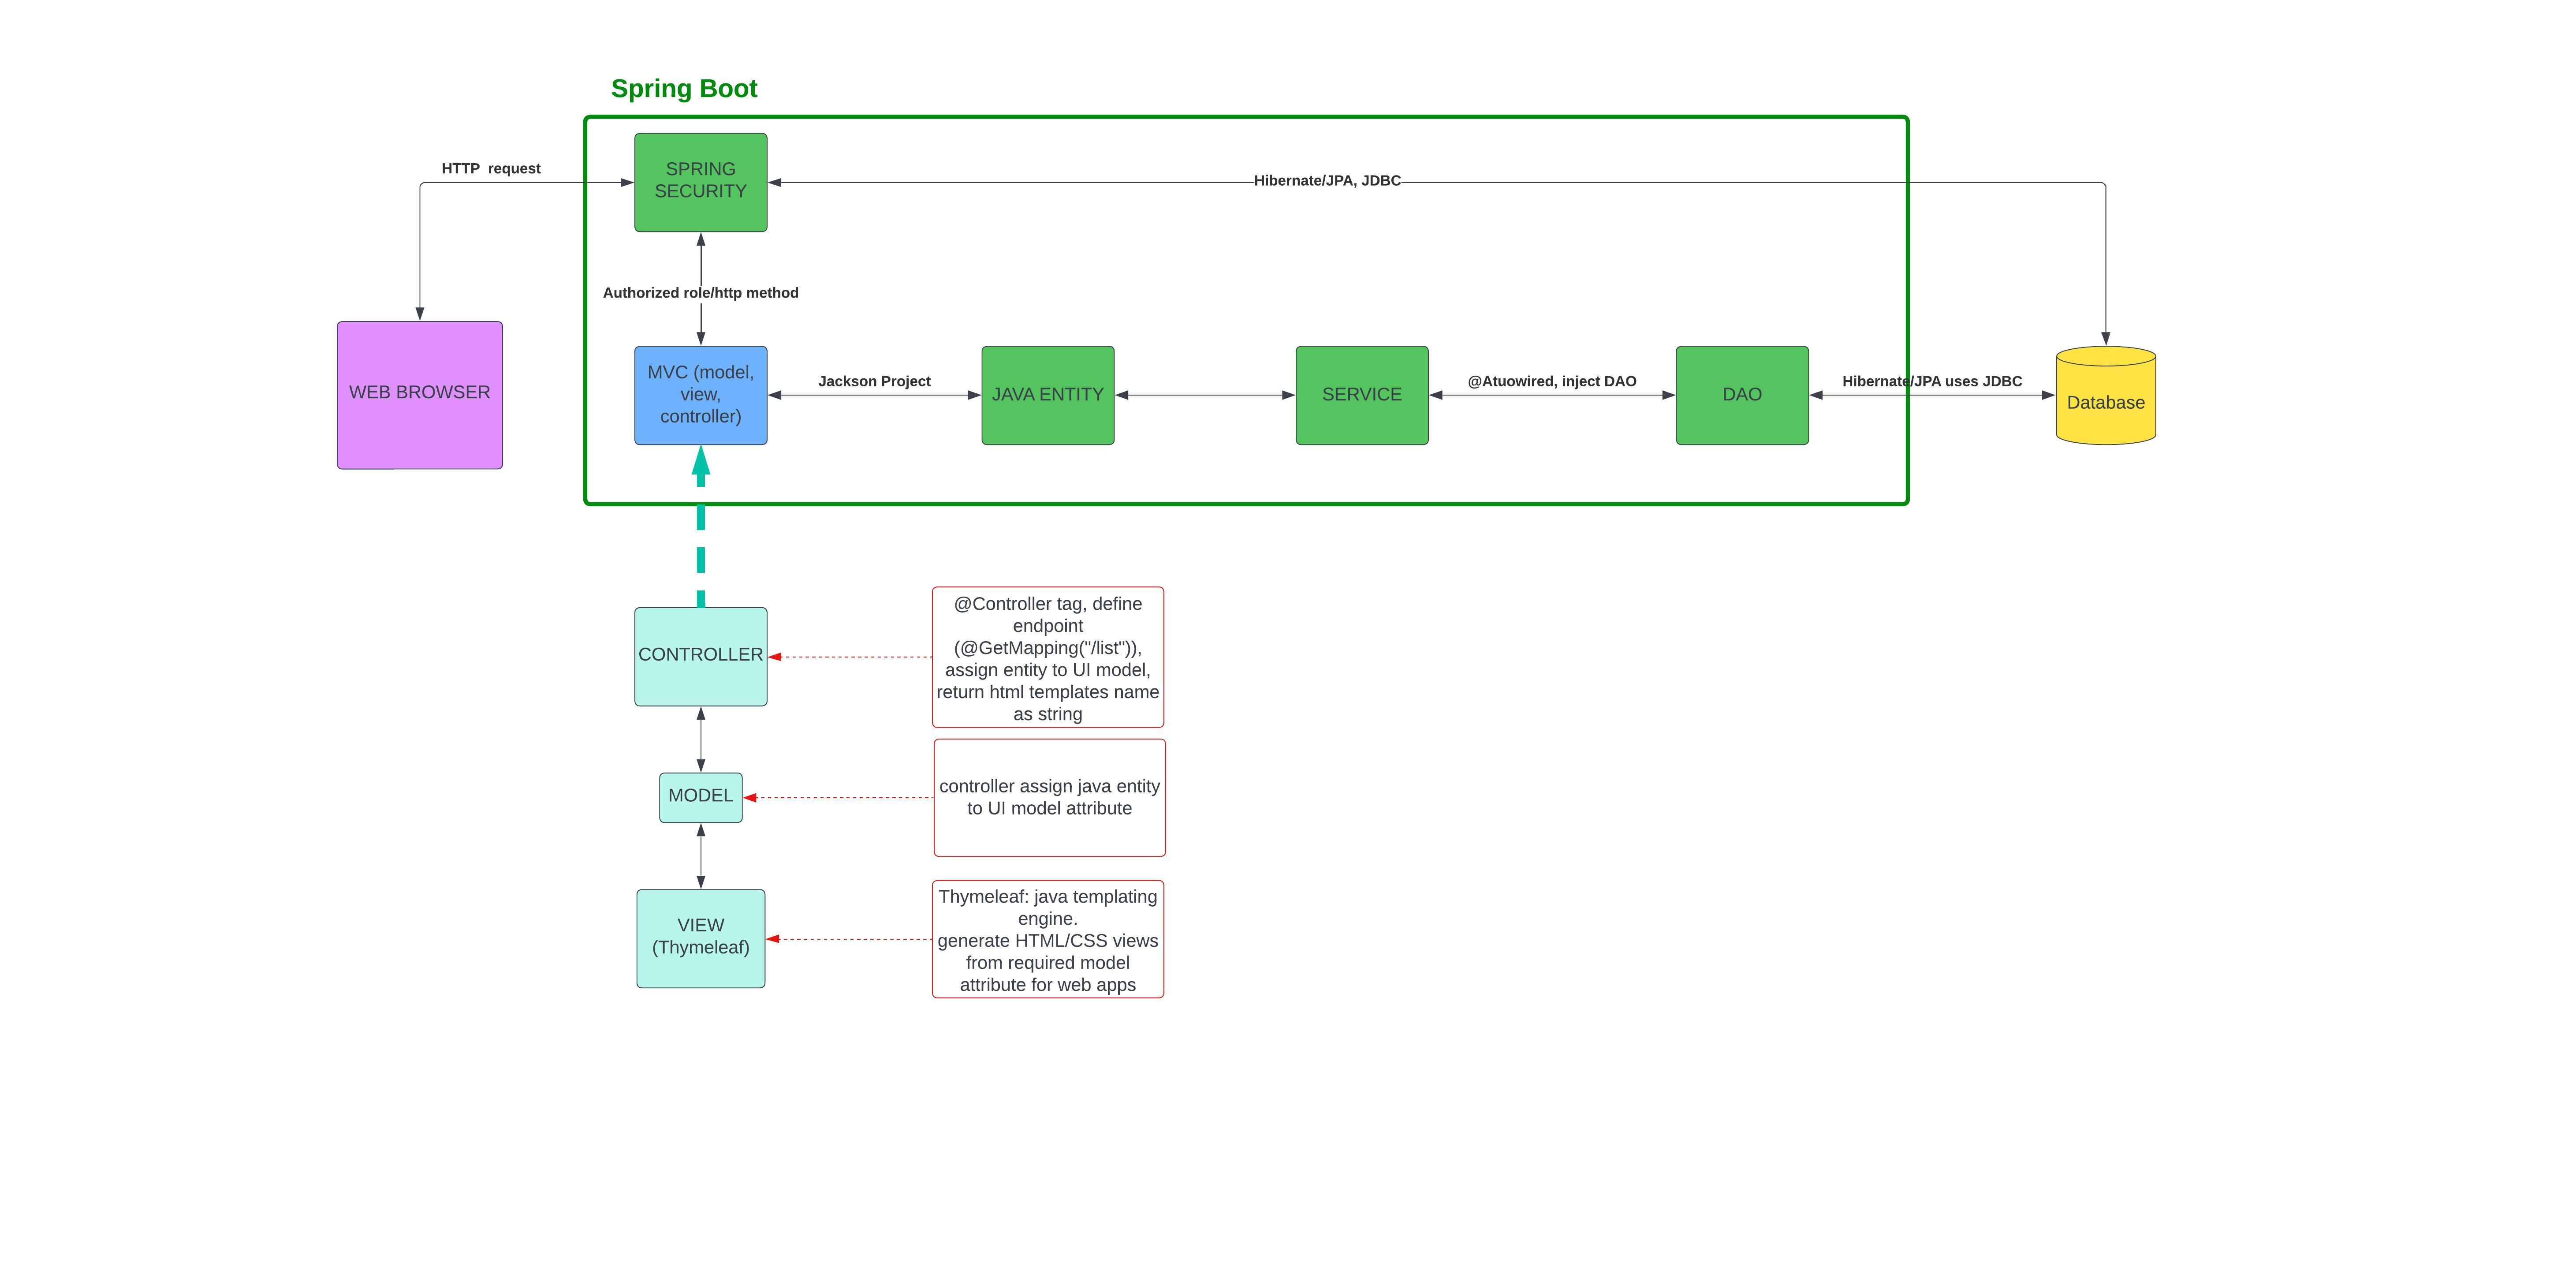 Spring Boot
HTTP  request
SPRING
SECURITY
Hibernate/JPA, JDBC
Authorized role/http method
WEB BROWSER
MVC (model,
view,
controller)
Jackson Project
JAVA ENTITY
SERVICE
@Atuowired, inject DAO
DAO
Hibernate/JPA uses JDBC
Database
CONTROLLER
@Controller tag, define
endpoint
(@GetMapping("/list")),
assign entity to UI model,
return html templates name
as string
MODEL
controller assign java entity
to UI model attribute
VIEW
(Thymeleaf)
Thymeleaf: java templating
engine.
generate HTML/CSS views
from required model
attribute for web apps